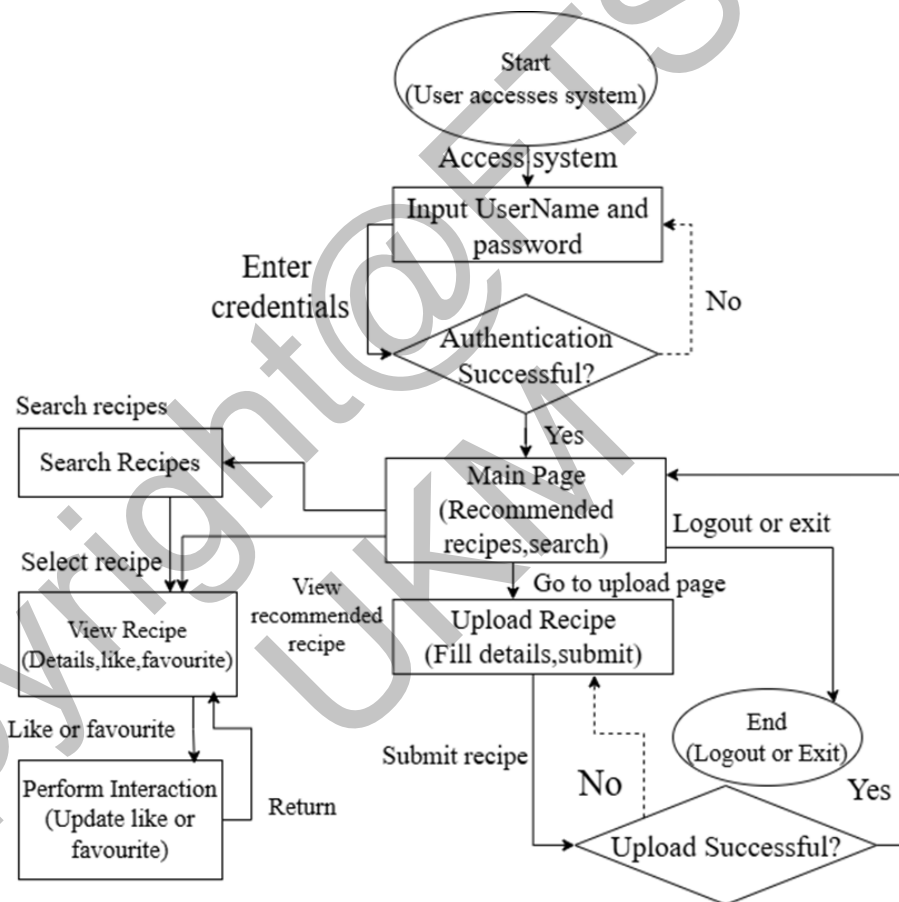 Start
(User accesses system)
Access system
Input UserName and
password
Enter
credentials
No
Authentication
Successful?
Yes
Search recipes
Search Recipes
Main Page
(Recommended
recipes,search)
Logout or exit
Select recipe
View
recommended
recipe
Go to upload page
View Recipe
(Details,like,favourite)
Upload Recipe
(Fill details,submit)
Like or favourite
Submit recipe
End
(Logout or Exit)
Perform Interaction
(Update like or
favourite)
Return
No
Yes
Upload Successful?
pyright@FTS
UKM